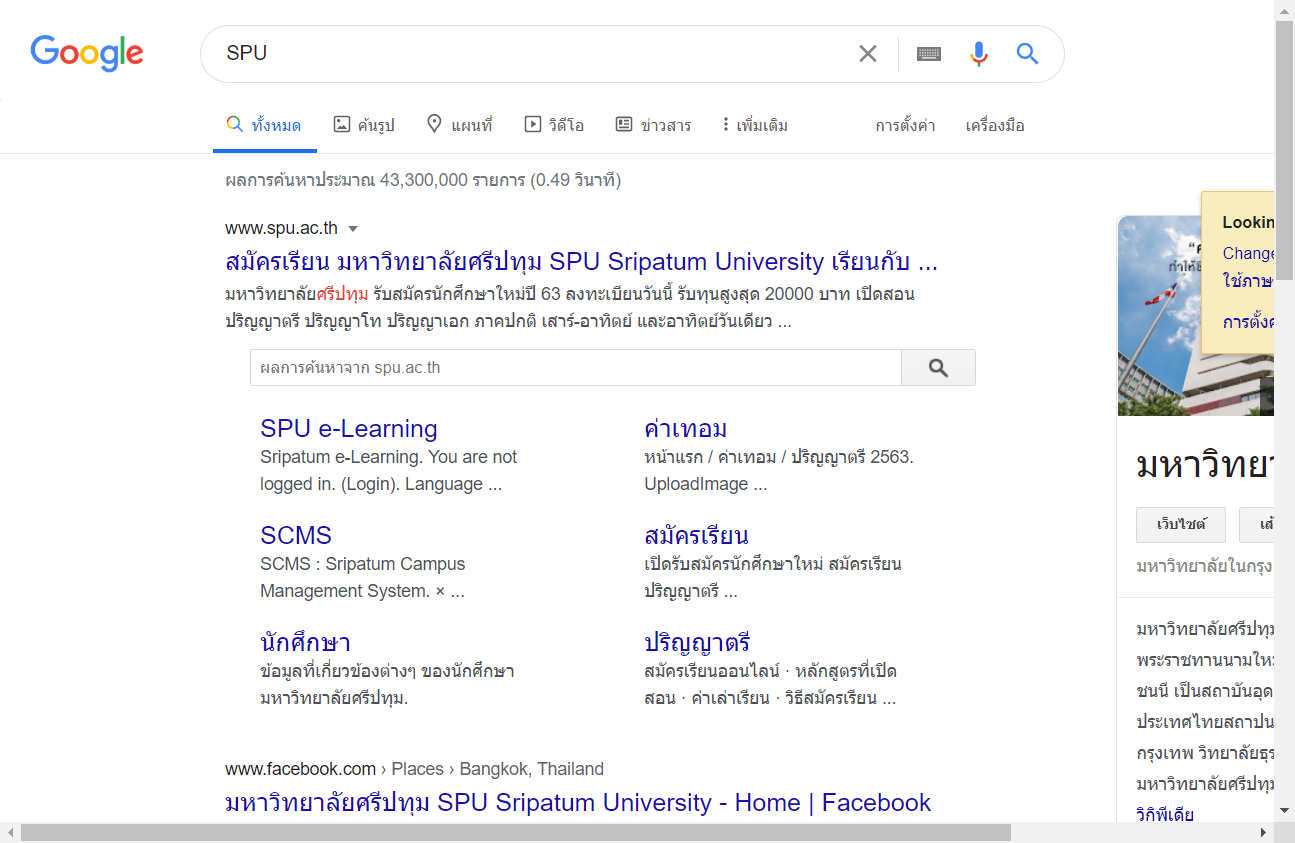 Google
SPU
ทั้งหมด ค้นรูป แผนที่ วิดีโอ ข่าวสาร เพิ่มเติม การตั้งค่า เครื่องมือ
ผลการค้นหาประมาณ 43,300,000 รายการ (0.49 วินาที)
www.spu.ac.th
สมัครเรียน มหาวิทยาลัยศรีปทุม SPU Sripatum University เรียนกับ ...
มหาวิทยาลัยศรีปทุม รับสมัครนักศึกษาใหม่ปี 63 ลงทะเบียนวันนี้ รับทุนสูงสุด 20000 บาท เปิดสอน
ปริญญาตรี ปริญญาโท ปริญญาเอก ภาคปกติ เสาร์-อาทิตย์ และอาทิตย์วันเดียว ...
ผลการค้นหาจาก spu.ac.th
SPU e-Learning
Sripatum e-Learning. You are not
logged in. (Login). Language ...
ค่าเทอม
หน้าแรก / ค่าเทอม / ปริญญาตรี 2563.
UploadImage ...
SCMS
SCMS : Sripatum Campus
Management System. × ...
สมัครเรียน
เปิดรับสมัครนักศึกษาใหม่ สมัครเรียน
ปริญญาตรี ...
นักศึกษา
ข้อมูลที่เกี่ยวข้องต่างๆ ของนักศึกษา
มหาวิทยาลัยศรีปทุม.
ปริญญาตรี
สมัครเรียนออนไลน์ · หลักสูตรที่เปิด
สอน · ค่าเล่าเรียน · วิธีสมัครเรียน ...
www.facebook.com › Places › Bangkok, Thailand
มหาวิทยาลัยศรีปทุม SPU Sripatum University - Home | Facebook
Lookin
Change
ใช้ภาษ
การตั้งค
มหาวิทยา
เว็บไซต์ เส้
มหาวิทยาลัยในกรุง
มหาวิทยาลัยศรีปทุม
พระราชทานนามให
ชนนี เป็นสถาบันอุด
ประเทศไทยสถาปน
กรุงเทพ วิทยาลัยธุร
มหาวิทยาลัยศรีปทุม
วิกิพีเดีย